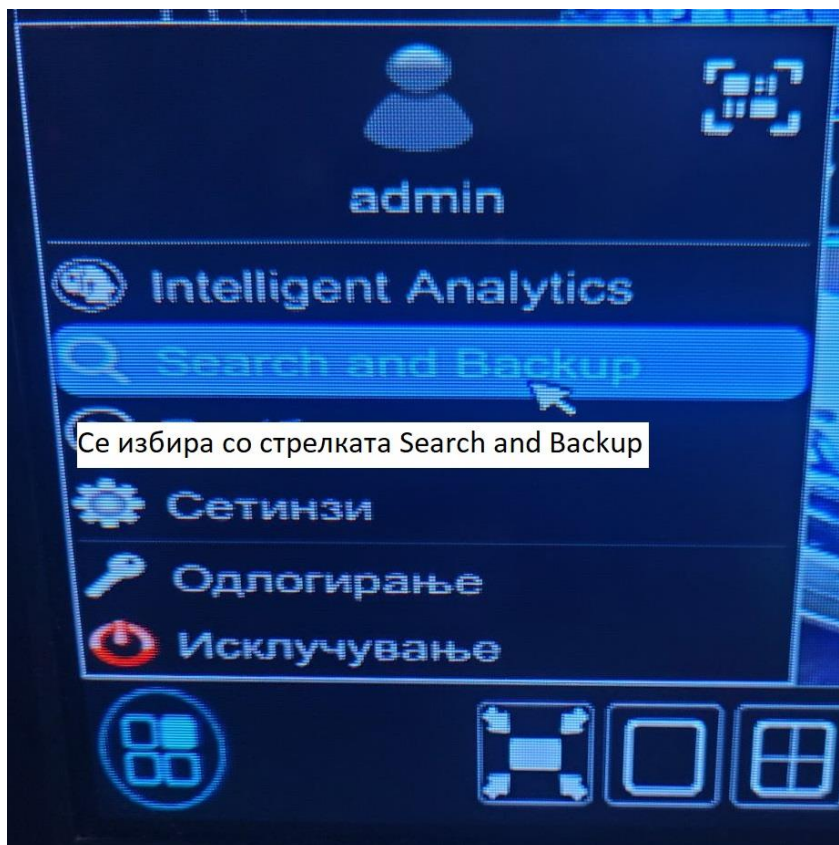 admin
Intelligent Analytics
Search and Backup
Се избира со стрелката Search and Backup
Сетинзи
Одлогирање
Исклучување